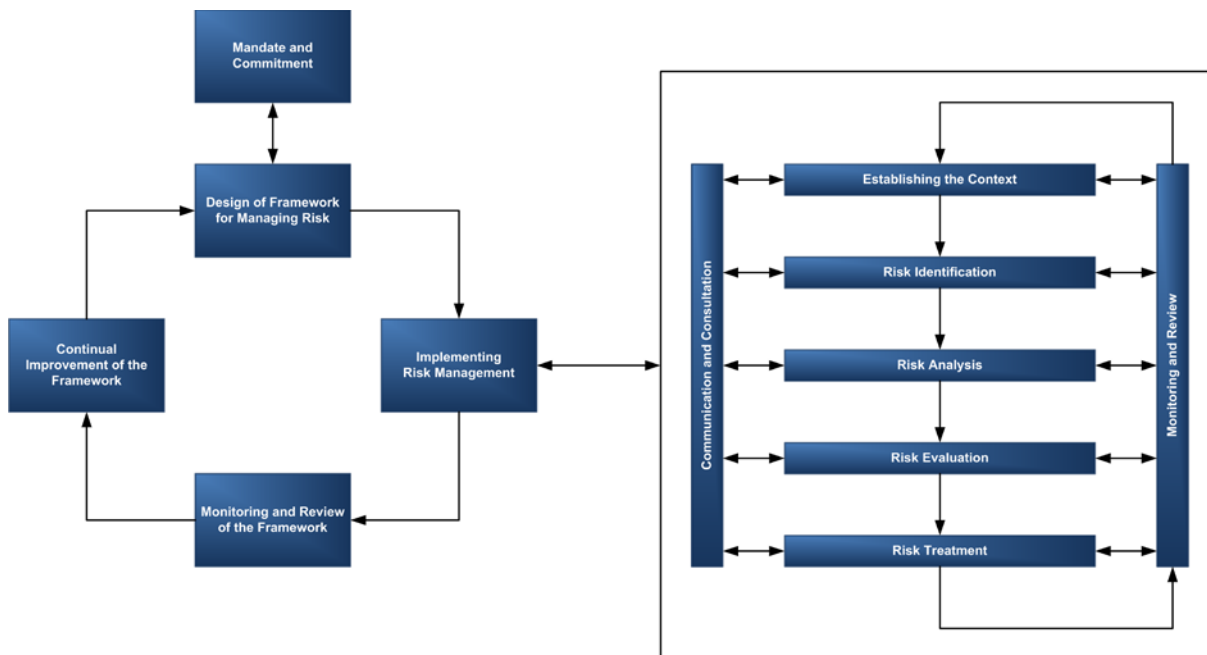 Mandate and
Commitment
Design of Framework
for Managing Risk
Continual
Improvement of the
Framework
Implementing
Risk Management
Monitoring and Review
of the Framework
Communication and Consultation
Establishing the Context
Risk Identification
Risk Analysis
Risk Evaluation
Risk Treatment
Monitoring and Review